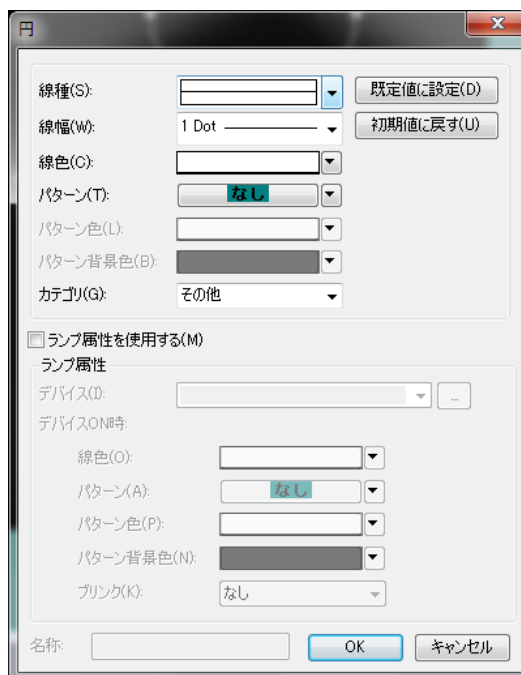 円
線種(S):
既定値に設定(D)
線幅(W):
1 Dot
初期値に戻す(U)
線色(C):
パターン(T):
なし
パターン色(L):
パターン背景色(B):
カテゴリ(G):
その他
ランプ属性を使用する(M)
ランプ属性
デバイス(I):
...
デバイスON時:
線色(O):
パターン(A):
なし
パターン色(P):
パターン背景色(N):
ブリンク(K):
なし
名称:
OK
キャンセル